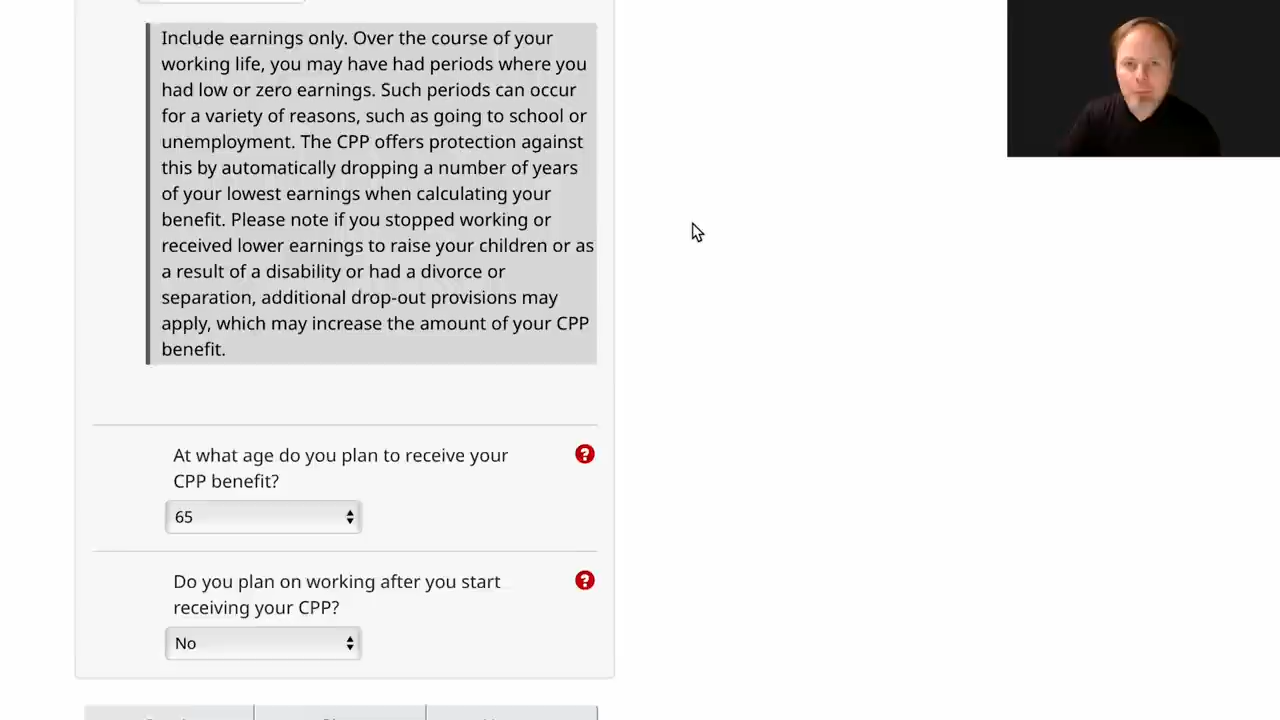 Include earnings only. Over the course of your
working life, you may have had periods where you
had low or zero earnings. Such periods can occur
for a variety of reasons, such as going to school or
unemployment. The CPP offers protection against
this by automatically dropping a number of years
of your lowest earnings when calculating your
benefit. Please note if you stopped working or
received lower earnings to raise your children or as
a result of a disability or had a divorce or
separation, additional drop-out provisions may
apply, which may increase the amount of your CPP
benefit.
At what age do you plan to receive your
CPP benefit?
65
Do you plan on working after you start
receiving your CPP?
No